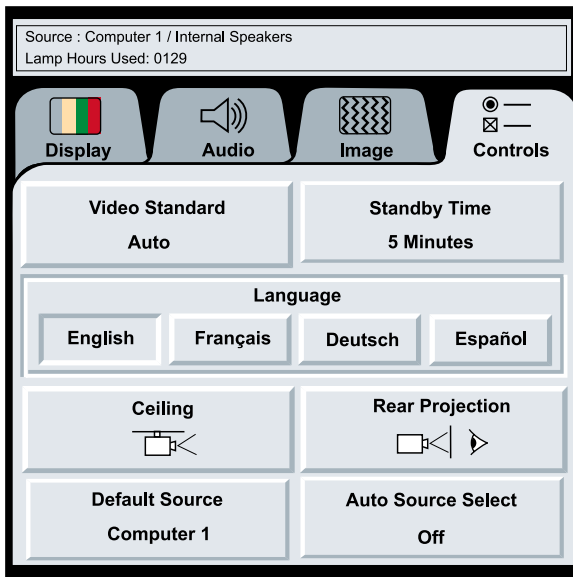 Source : Computer 1 / Internal Speakers
Lamp Hours Used: 0129
Display
Audio
Image
Controls
Video Standard
Auto
Standby Time
5 Minutes
Language
English
Français
Deutsch
Español
Ceiling
Rear Projection
Default Source
Computer 1
Auto Source Select
Off